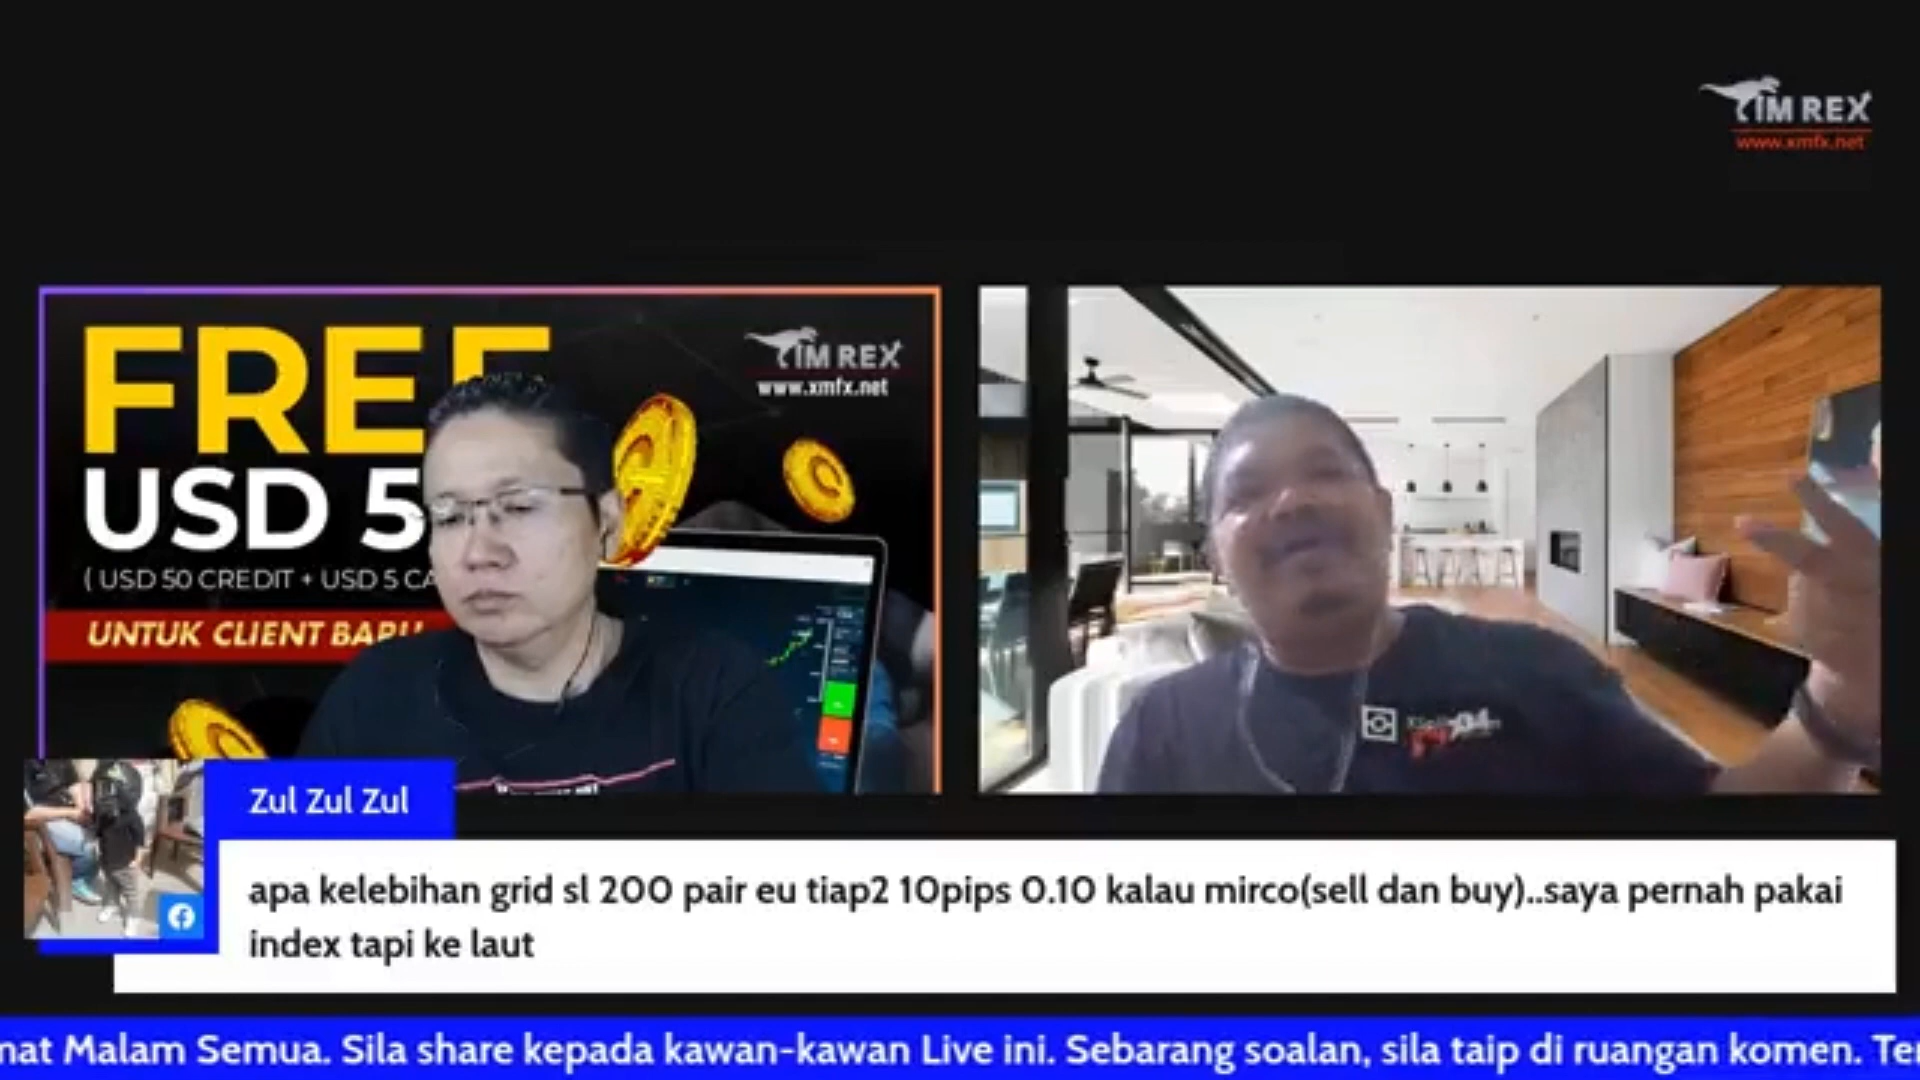 TIM REX
www.xmfx.net
FREE
USD 5
( USD 50 CREDIT + USD 5 CA
UNTUK CLIENT BARU
TIM REX
www.xmfx.net
Zul Zul Zul
apa kelebihan grid sl 200 pair eu tiap2 10pips 0.10 kalau mirco(sell dan buy)..saya pernah pakai
index tapi ke laut
mat Malam Semua. Sila share kepada kawan-kawan Live ini. Sebarang soalan, sila taip di ruangan komen. Ter